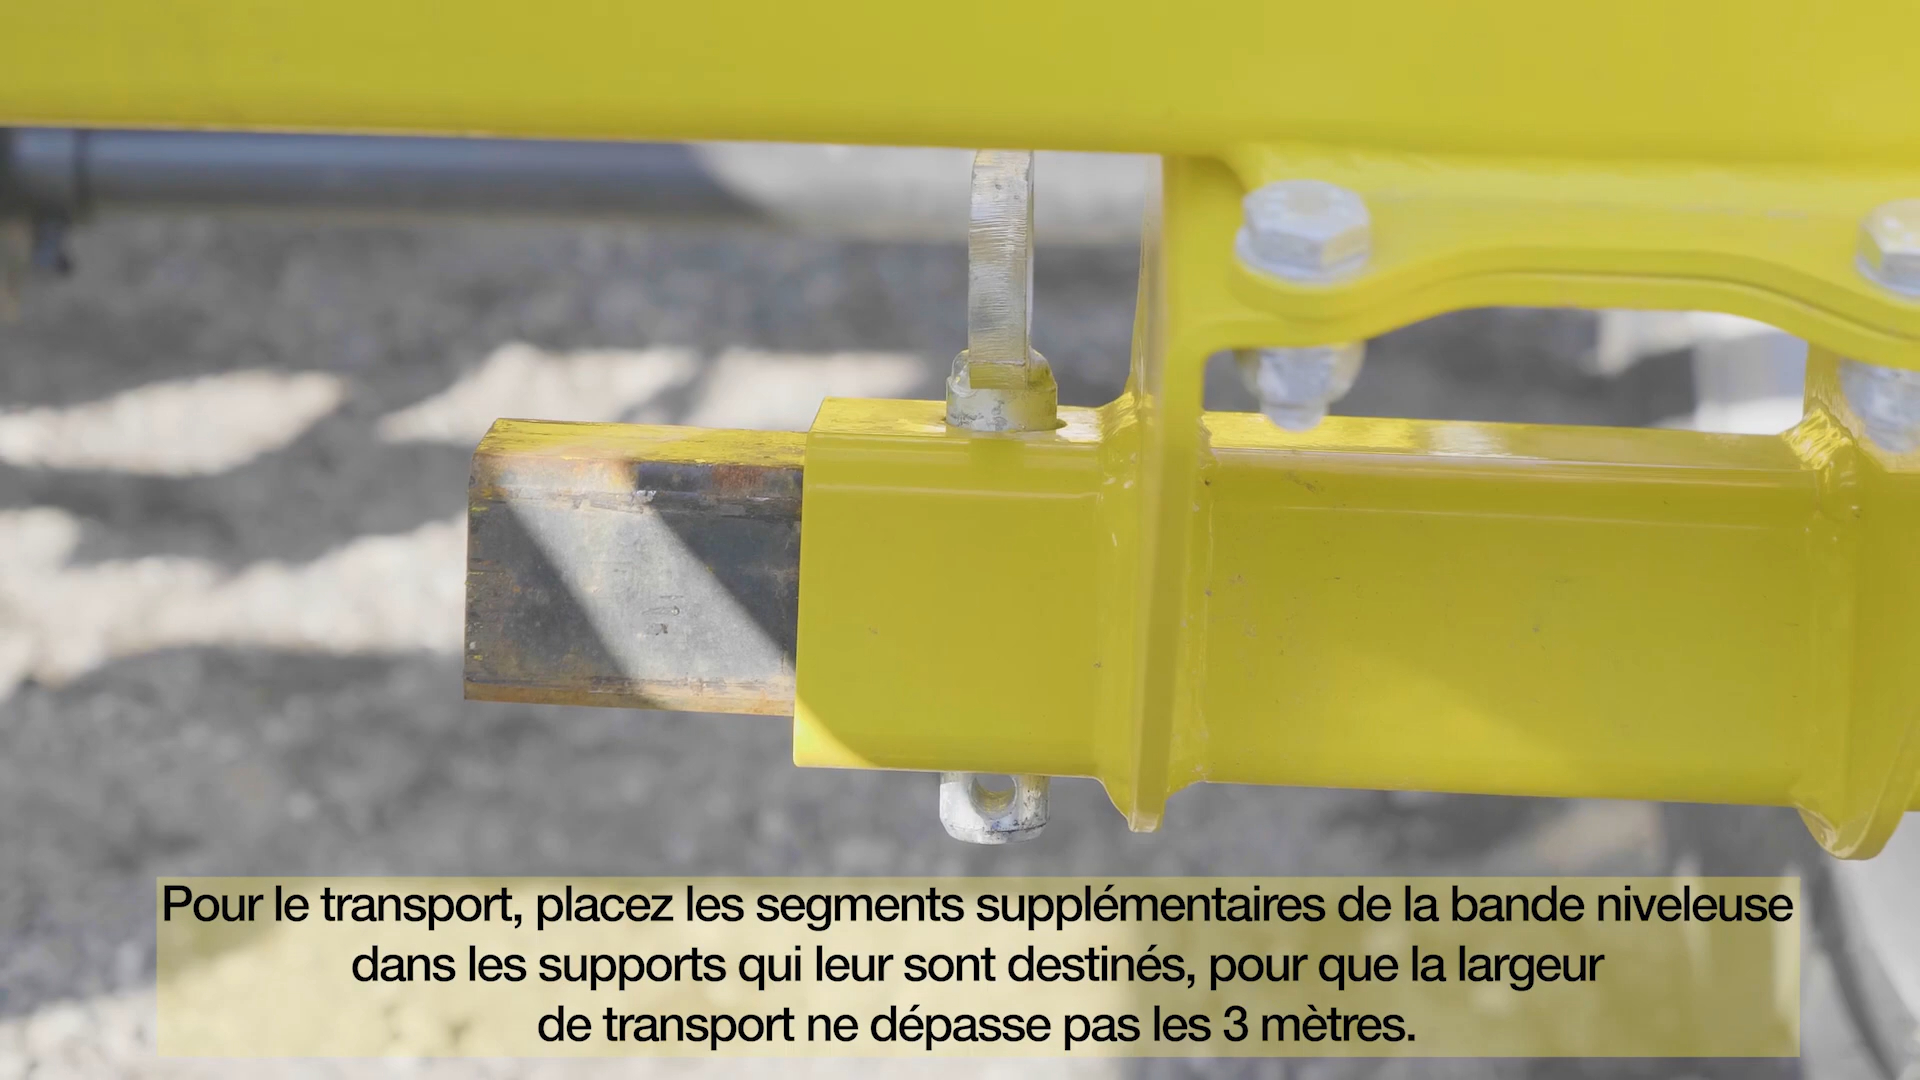 Pour le transport, placez les segments supplémentaires de la bande niveleuse
dans les supports qui leur sont destinés, pour que la largeur
de transport ne dépasse pas les 3 mètres.